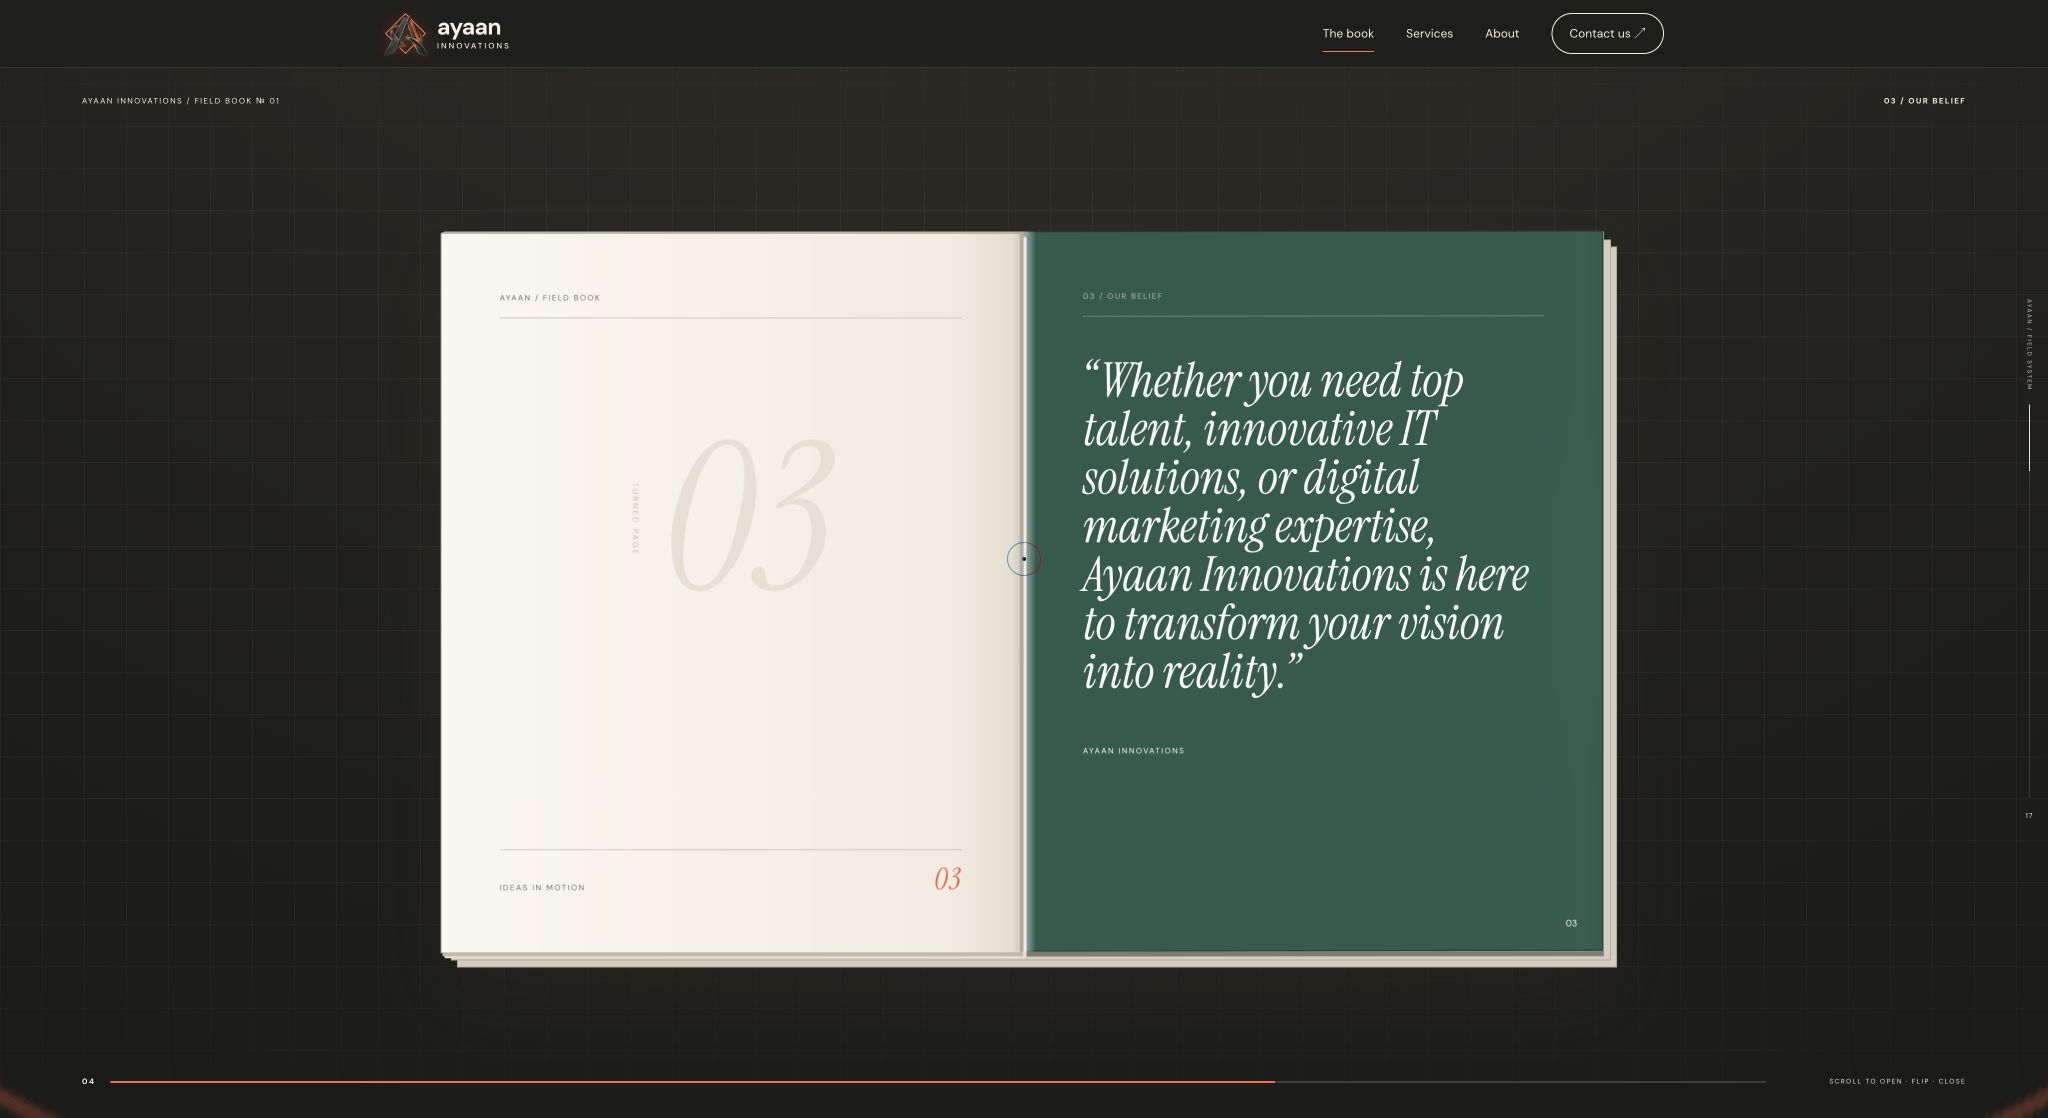 ayaan
INNOVATIONS
The book
Services
About
Contact us ↗
AYAAN INNOVATIONS / FIELD BOOK № 01
03 / OUR BELIEF
AYAAN / FIELD BOOK
TURNED PAGE
03
IDEAS IN MOTION
03
03 / OUR BELIEF
“Whether you need top
talent, innovative IT
solutions, or digital
marketing expertise,
Ayaan Innovations is here
to transform your vision
into reality.”
AYAAN INNOVATIONS
03
AYAAN / FIELD SYSTEM
17
04
SCROLL TO OPEN · FLIP · CLOSE